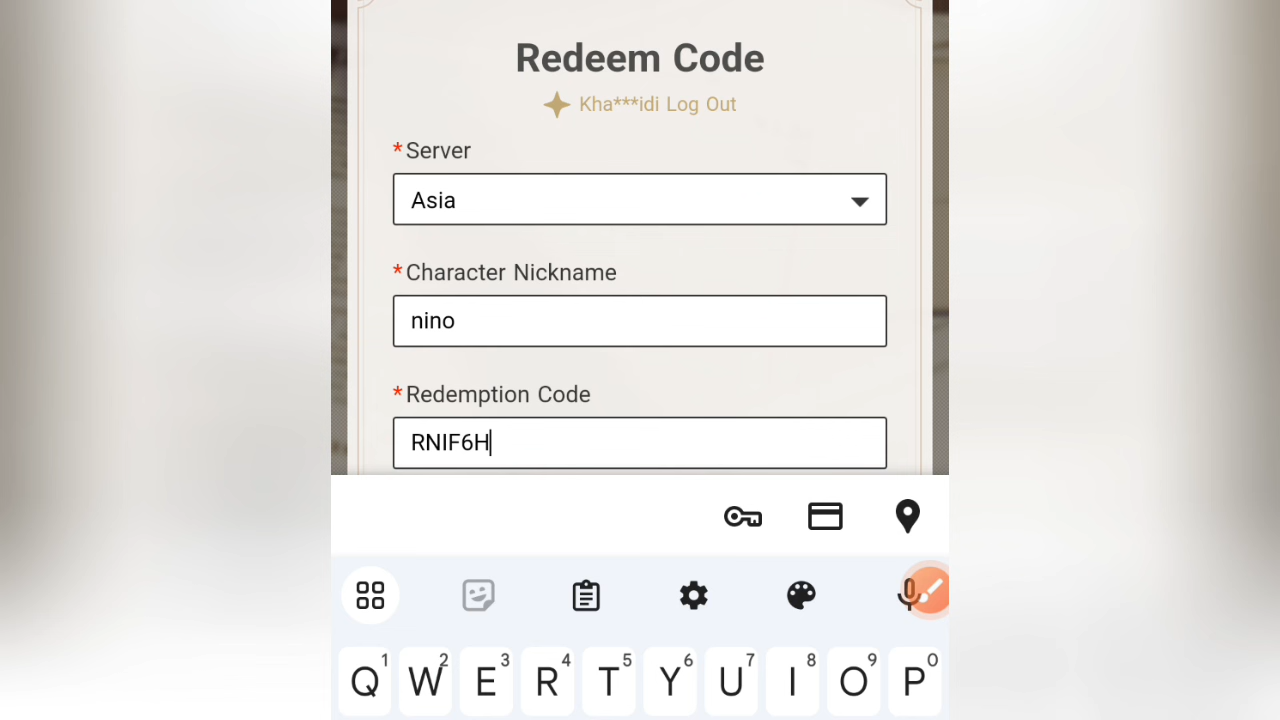 Redeem Code
Kha***idi Log Out
*Server
Asia
*Character Nickname
nino
*Redemption Code
RNIF6H
Q1 W2 E3 R4 T5 Y6 U7 I8 O9 P0